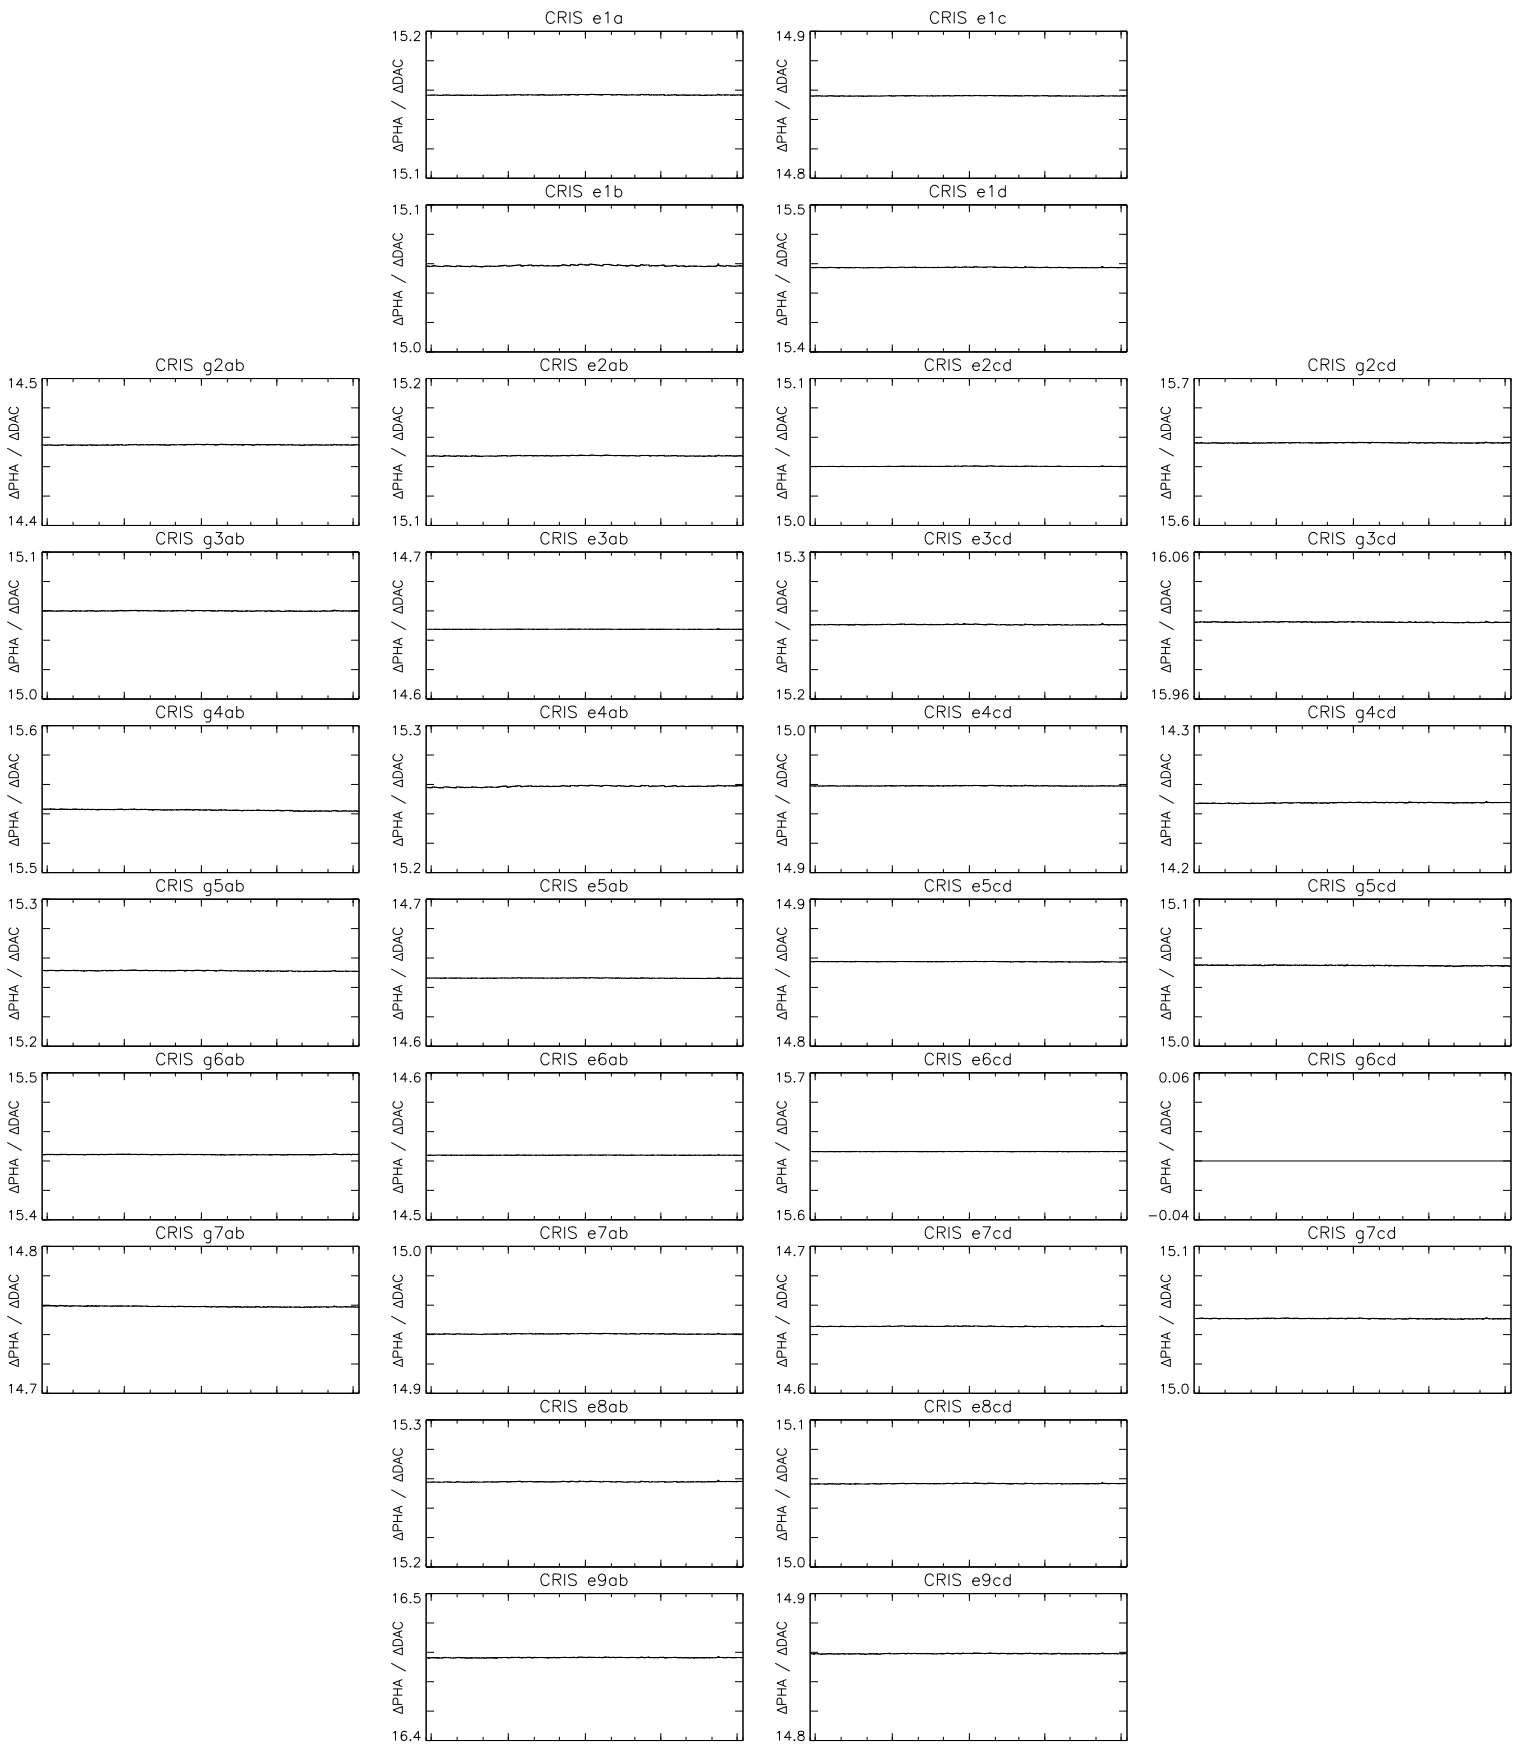 CRIS e1a
15.2
ΔPHA / ΔDAC
15.1
CRIS e1c
14.9
ΔPHA / ΔDAC
14.8
CRIS e1b
15.1
ΔPHA / ΔDAC
15.0
CRIS e1d
15.5
ΔPHA / ΔDAC
15.4
CRIS g2ab
14.5
ΔPHA / ΔDAC
14.4
CRIS e2ab
15.2
ΔPHA / ΔDAC
15.1
CRIS e2cd
15.1
ΔPHA / ΔDAC
15.0
CRIS g2cd
15.7
ΔPHA / ΔDAC
15.6
CRIS g3ab
15.1
ΔPHA / ΔDAC
15.0
CRIS e3ab
14.7
ΔPHA / ΔDAC
14.6
CRIS e3cd
15.3
ΔPHA / ΔDAC
15.2
CRIS g3cd
16.06
ΔPHA / ΔDAC
15.96
CRIS g4ab
15.6
ΔPHA / ΔDAC
15.5
CRIS e4ab
15.3
ΔPHA / ΔDAC
15.2
CRIS e4cd
15.0
ΔPHA / ΔDAC
14.9
CRIS g4cd
14.3
ΔPHA / ΔDAC
14.2
CRIS g5ab
15.3
ΔPHA / ΔDAC
15.2
CRIS e5ab
14.7
ΔPHA / ΔDAC
14.6
CRIS e5cd
14.9
ΔPHA / ΔDAC
14.8
CRIS g5cd
15.1
ΔPHA / ΔDAC
15.0
CRIS g6ab
15.5
ΔPHA / ΔDAC
15.4
CRIS e6ab
14.6
ΔPHA / ΔDAC
14.5
CRIS e6cd
15.7
ΔPHA / ΔDAC
15.6
CRIS g6cd
0.06
ΔPHA / ΔDAC
−0.04
CRIS g7ab
14.8
ΔPHA / ΔDAC
14.7
CRIS e7ab
15.0
ΔPHA / ΔDAC
14.9
CRIS e7cd
14.7
ΔPHA / ΔDAC
14.6
CRIS g7cd
15.1
ΔPHA / ΔDAC
15.0
CRIS e8ab
15.3
ΔPHA / ΔDAC
15.2
CRIS e8cd
15.1
ΔPHA / ΔDAC
15.0
CRIS e9ab
16.5
ΔPHA / ΔDAC
16.4
CRIS e9cd
14.9
ΔPHA / ΔDAC
14.8